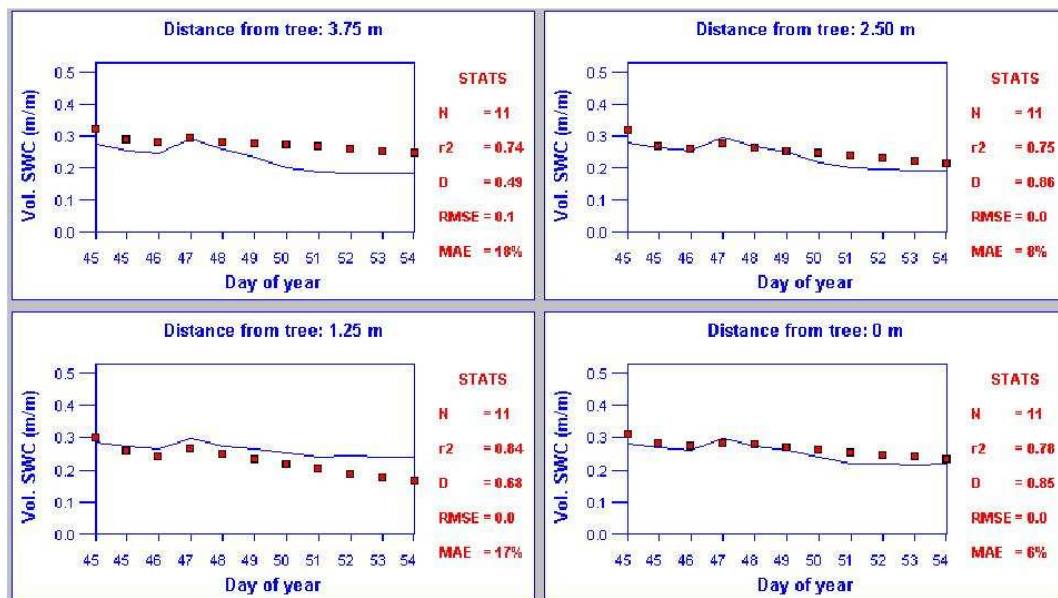 Distance from tree: 3.75 m
Vol. SWC (m/m)
0.5
0.4
0.3
0.2
0.1
0.0
45 45 46 47 48 49 50 51 52 53 54
Day of year
STATS
N = 11
r2 = 0.74
D = 0.49
RMSE = 0.1
MAE = 18%
Distance from tree: 2.50 m
Vol. SWC (m/m)
0.5
0.4
0.3
0.2
0.1
0.0
45 45 46 47 48 49 50 51 52 53 54
Day of year
STATS
N = 11
r2 = 0.75
D = 0.86
RMSE = 0.0
MAE = 8%
Distance from tree: 1.25 m
Vol. SWC (m/m)
0.5
0.4
0.3
0.2
0.1
0.0
45 45 46 47 48 49 50 51 52 53 54
Day of year
STATS
N = 11
r2 = 0.84
D = 0.68
RMSE = 0.0
MAE = 17%
Distance from tree: 0 m
Vol. SWC (m/m)
0.5
0.4
0.3
0.2
0.1
0.0
45 45 46 47 48 49 50 51 52 53 54
Day of year
STATS
N = 11
r2 = 0.78
D = 0.85
RMSE = 0.0
MAE = 6%